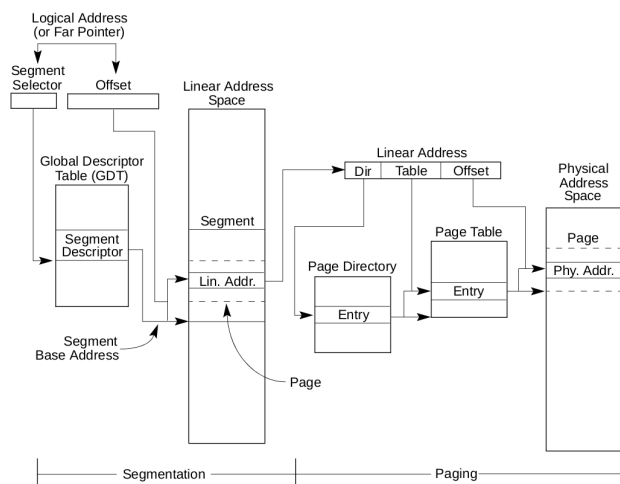 Logical Address
(or Far Pointer)
Segment
Selector
Offset
Linear Address
Space
Global Descriptor
Table (GDT)
Segment
Descriptor
Segment
Lin. Addr.
Segment
Base Address
Page
Linear Address
Dir
Table
Offset
Physical
Address
Space
Page Directory
Entry
Page Table
Entry
Page
Phy. Addr.
Segmentation
Paging